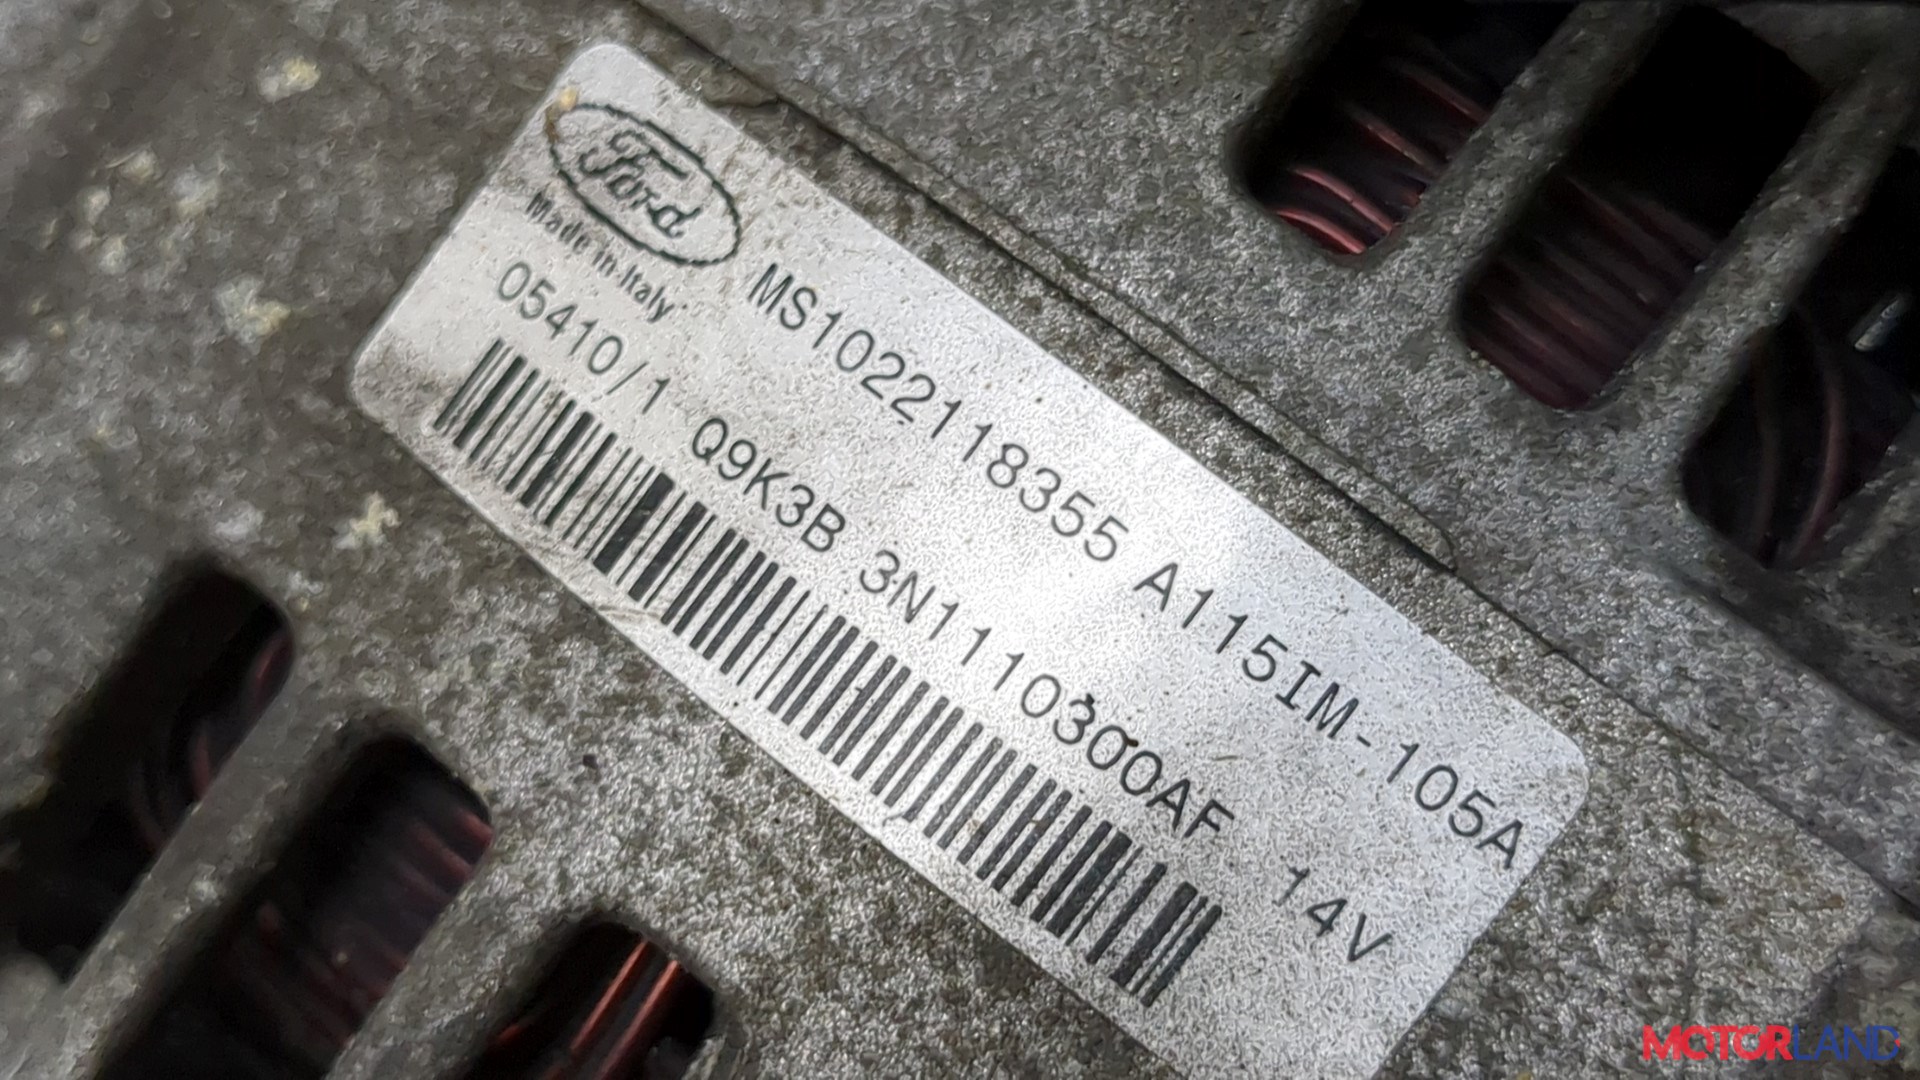 Ford
Made in Italy
MS1022118355 A115IM-105A
05410/1 Q9K3B 3N1110300AF 14V
MOTORLAND